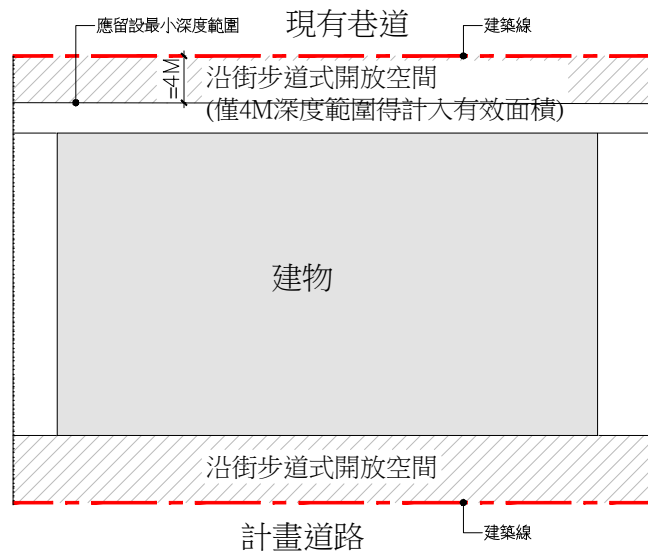 現有巷道
應留設最小深度範圍
建築線
=4M
沿街步道式開放空間
(僅4M深度範圍得計入有效面積)
建物
沿街步道式開放空間
建築線
計畫道路